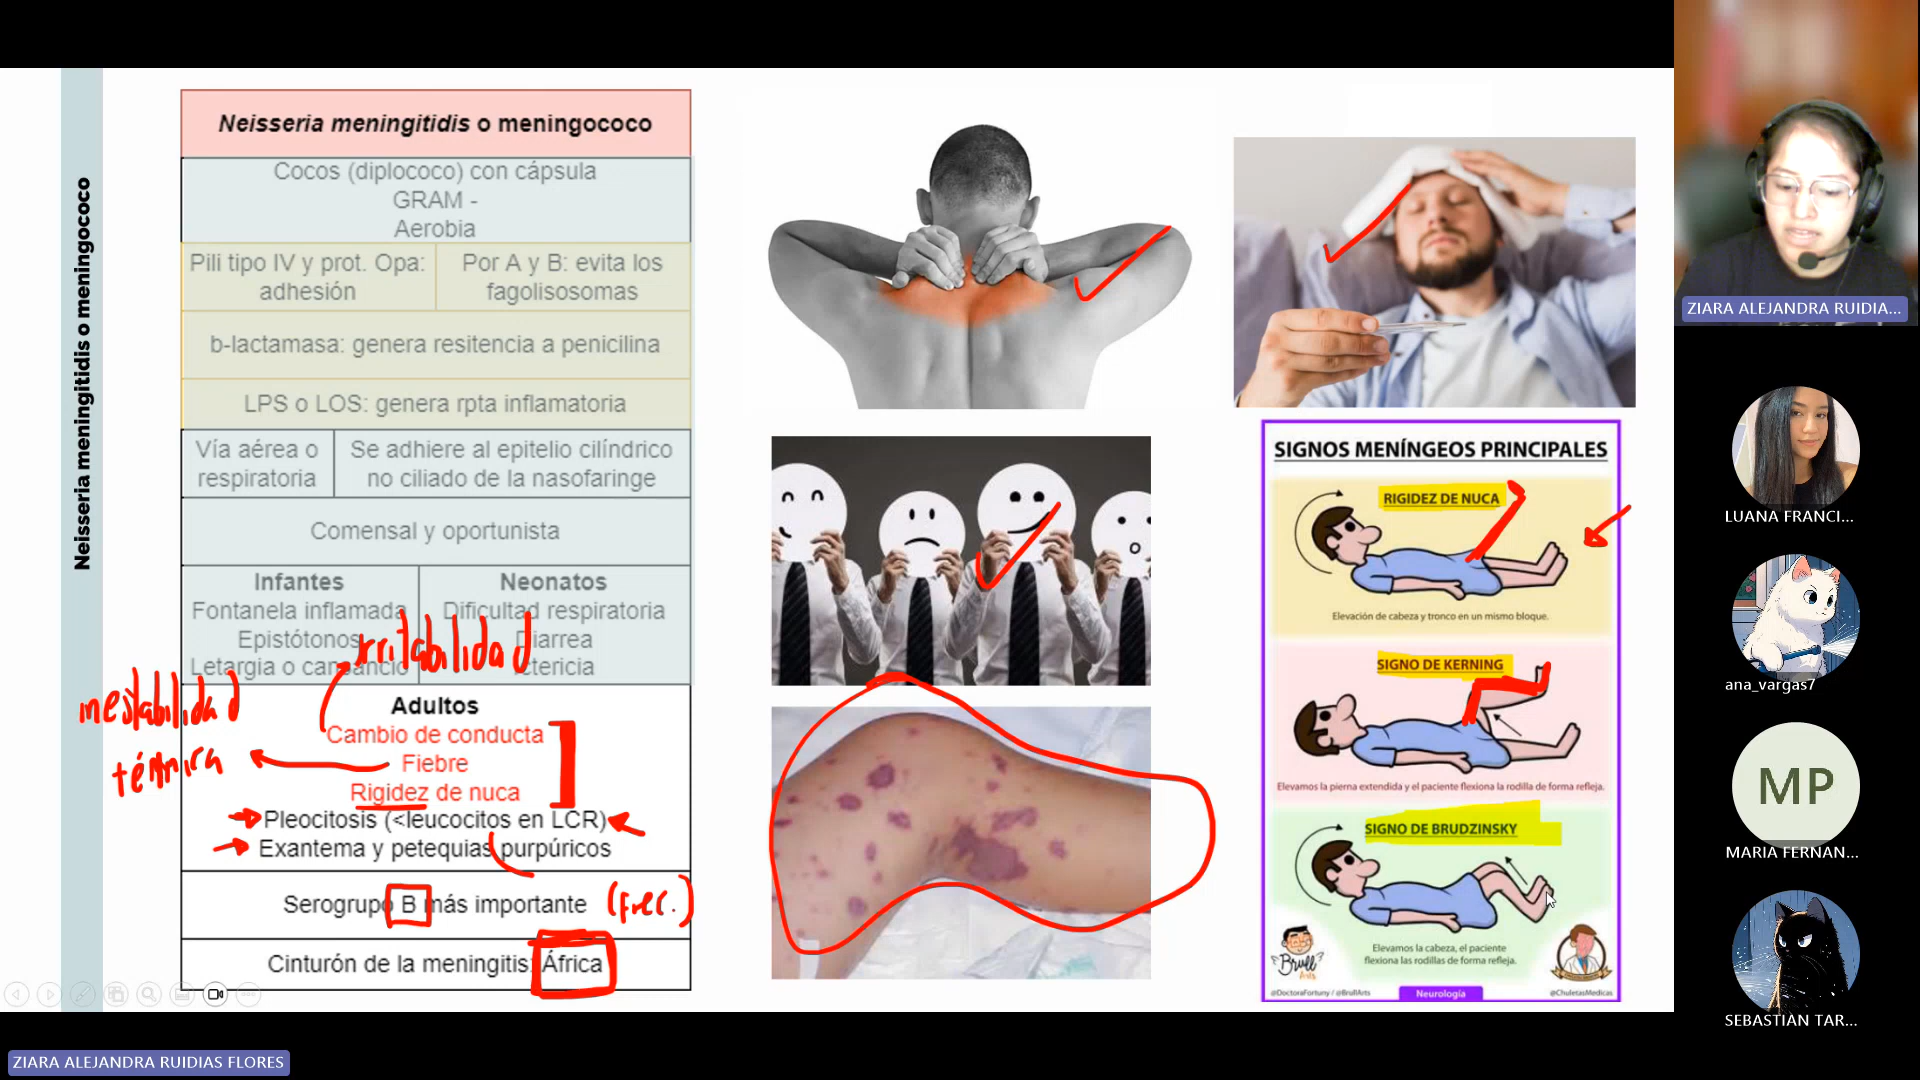 Neisseria meningitidis o meningococo
Neisseria meningitidis o meningococo
Cocos (diplococo) con cápsula
GRAM -
Aerobia
Pili tipo IV y prot. Opa:
adhesión
Por A y B: evita los
fagolisosomas
b-lactamasa: genera resitencia a penicilina
LPS o LOS: genera rpta inflamatoria
Vía aérea o
respiratoria
Se adhiere al epitelio cilíndrico
no ciliado de la nasofaringe
Comensal y oportunista
Infantes
Fontanela inflamada
Epistótonos
Letargia o cansancio
Neonatos
Dificultad respiratoria
Diarrea
Ictericia
irritabilidad
inestabilidad
térmica
Adultos
Cambio de conducta
Fiebre
Rigidez de nuca
Pleocitosis (<leucocitos en LCR)
Exantema y petequias purpúricos
Serogrupo B más importante
(frec.)
Cinturón de la meningitis: África
SIGNOS MENÍNGEOS PRINCIPALES
RIGIDEZ DE NUCA
Elevación de cabeza y tronco en un mismo bloque.
SIGNO DE KERNING
Elevamos la pierna extendida y el paciente flexiona la rodilla de forma refleja.
SIGNO DE BRUDZINSKY
Elevamos la cabeza, el paciente
flexiona las rodillas de forma refleja.
Brull
Arts
@DoctoraFortuny / @BrullArts
Neurología
@ChuletasMedicas
ZIARA ALEJANDRA RUIDIA...
LUANA FRANCI...
ana_vargas7
MP
MARIA FERNAN...
SEBASTIAN TAR...
ZIARA ALEJANDRA RUIDIAS FLORES